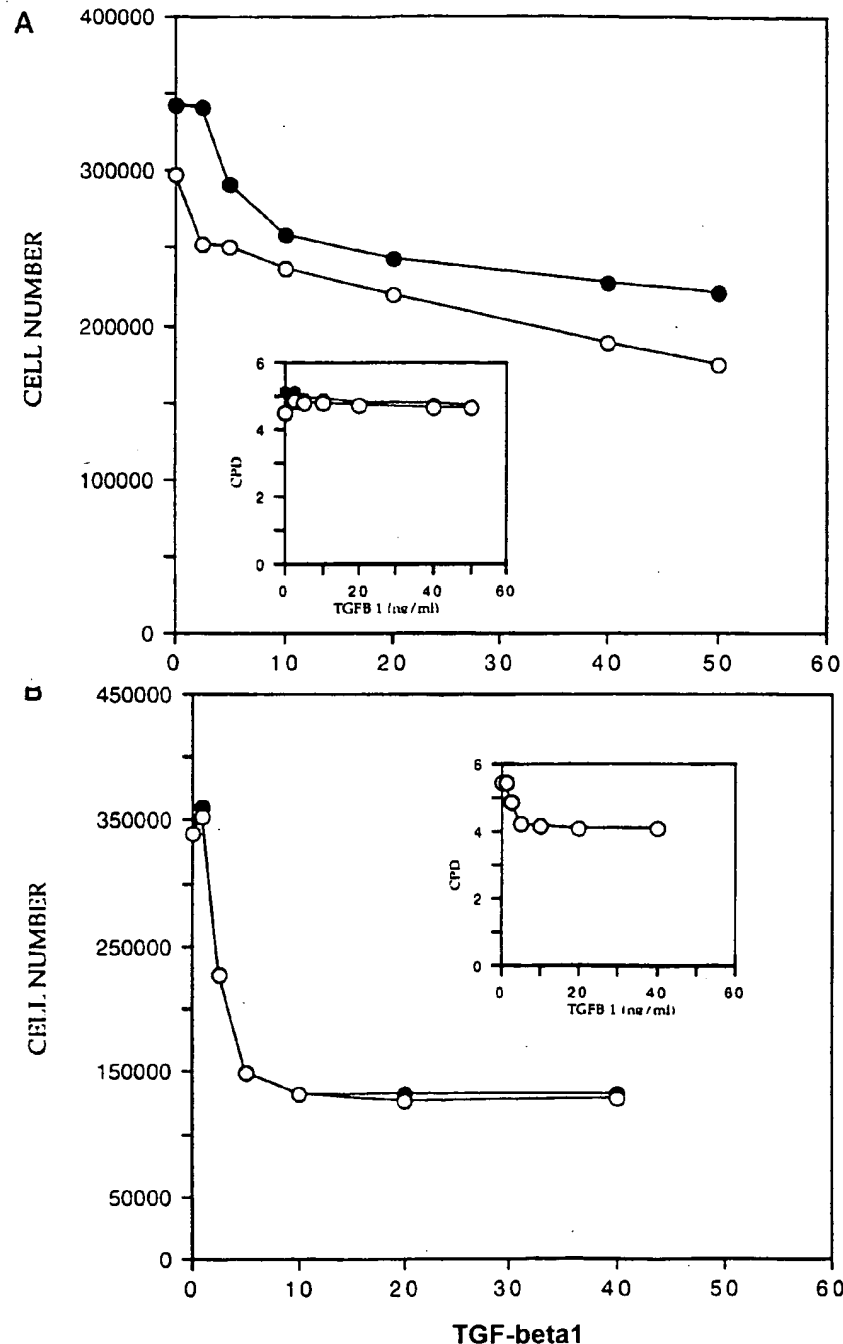 A
400000
300000
200000
100000
0
CELL NUMBER
0 10 20 30 40 50 60
6
4
2
0
CPD
0 20 40 60
TGFB 1 (ng/ml)
B
450000
350000
250000
150000
50000
0
CELL NUMBER
6
4
2
0
CPD
0 20 40 60
TGFB 1 (ng/ml)
0 10 20 30 40 50 60
TGF-beta1